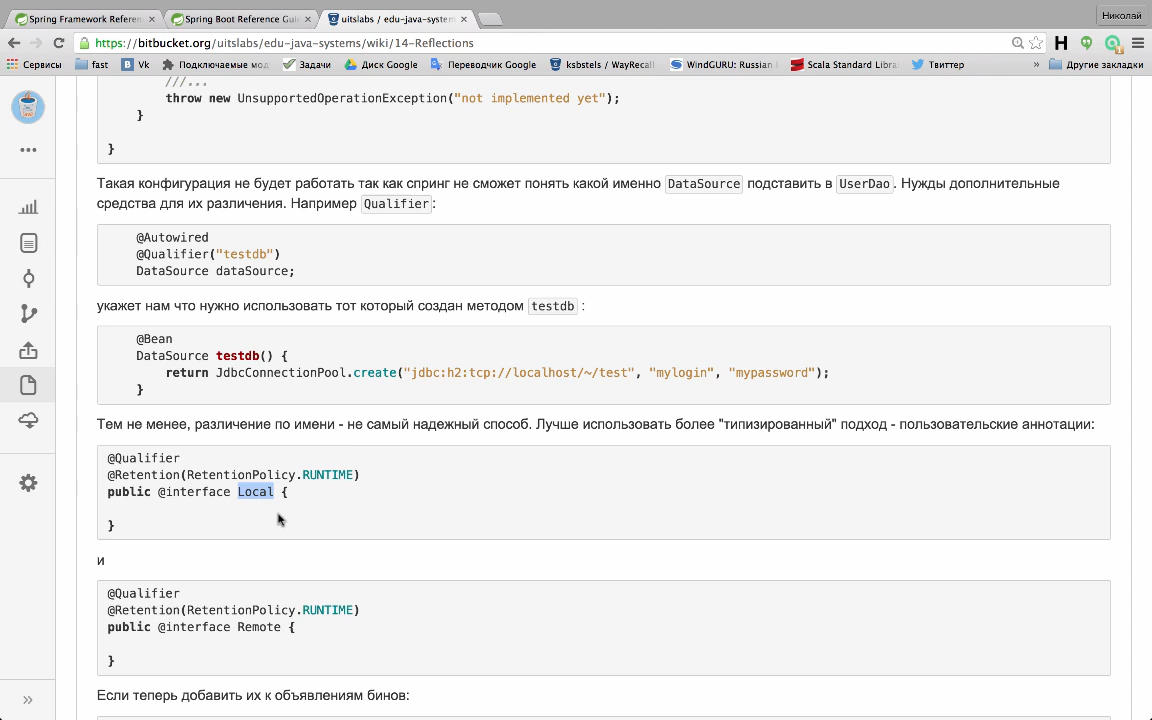 Spring Framework Referen
Spring Boot Reference Gui
uitslabs / edu-java-system
Николай
https://bitbucket.org/uitslabs/edu-java-systems/wiki/14-Reflections
Сервисы
fast
Vk
Подключаемые мод
Задачи
Диск Google
Переводчик Google
ksbstels / WayRecall
WindGURU: Russian
Scala Standard Libra
Твиттер
»
Другие закладки
///...
throw new UnsupportedOperationException("not implemented yet");
}
}
Такая конфигурация не будет работать так как спринг не сможет понять какой именно DataSource подставить в UserDao. Нужды дополнительные
средства для их различения. Например Qualifier:
@Autowired
@Qualifier("testdb")
DataSource dataSource;
укажет нам что нужно использовать тот который создан методом testdb :
@Bean
DataSource testdb() {
return JdbcConnectionPool.create("jdbc:h2:tcp://localhost/~/test", "mylogin", "mypassword");
}
Тем не менее, различение по имени - не самый надежный способ. Лучше использовать более "типизированный" подход - пользовательские аннотации:
@Qualifier
@Retention(RetentionPolicy.RUNTIME)
public @interface Local {
}
и
@Qualifier
@Retention(RetentionPolicy.RUNTIME)
public @interface Remote {
}
Если теперь добавить их к объявлениям бинов: